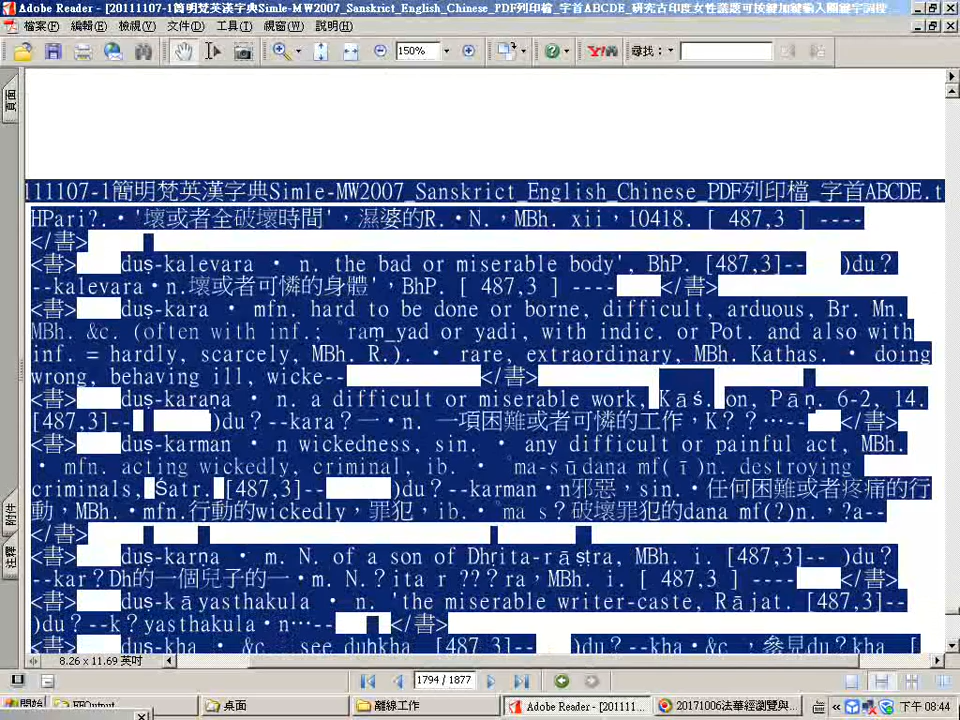 Adobe Reader - [20111107-1簡明梵英漢字典Simle-MW2007_Sanskrict_English_Chinese_PDF列印檔_字首ABCDE_研究古印度女性議題可按
檔案(F) 編輯(E) 檢視(V) 文件(D) 工具(T) 視窗(W) 說明(H)
150% 尋找:
頁面
111107-1簡明梵英漢字典Simle-MW2007_Sanskrict_English_Chinese_PDF列印檔_字首ABCDE.t
HPari?.‧'壞或者全破壞時間'，濕婆的R.‧N.，MBh. xii，10418. [ 487,3 ] ----
</書>
<書> duṣ-kalevara ‧ n. the bad or miserable body', BhP. [487,3]-- )du?
--kalevara‧n.壞或者可憐的身體'，BhP. [ 487,3 ] ---- </書>
<書> duṣ-kara ‧ mfn. hard to be done or borne, difficult, arduous, Br. Mn.
MBh. &c. (often with inf.; °raṃ_yad or yadi, with indic. or Pot. and also with
inf. = hardly, scarcely, MBh. R.). ‧ rare, extraordinary, MBh. Kathas. ‧ doing
wrong, behaving ill, wicke-- </書>
<書> duṣ-karaṇa ‧ n. a difficult or miserable work, Kāś. on, Pāṇ. 6-2, 14.
[487,3]-- )du？--kara？一‧n. 一項困難或者可憐的工作，K？？…-- </書>
<書> duṣ-karman ‧ n wickedness, sin. ‧ any difficult or painful act, MBh.
‧ mfn. acting wickedly, criminal, ib. ‧ °ma-sūdana mf(ī)n. destroying
criminals, Śatr. [487,3]-- )du？--karman‧n邪惡，sin.‧任何困難或者疼痛的行
動，MBh.‧mfn.行動的wickedly，罪犯，ib.‧°ma s？破壞罪犯的dana mf(?)n.，?a--
</書>
<書> duṣ-karṇa ‧ m. N. of a son of Dhṛita-rāṣṭra, MBh. i. [487,3]-- )du？
--kar？Dh的一個兒子的一‧m. N.？ita r ???ra，MBh. i. [ 487,3 ] ---- </書>
<書> duṣ-kāyasthakula ‧ n. 'the miserable writer-caste, Rājat. [487,3]--
)du？--k？yasthakula‧n…-- </書>
<書> duṣ-kha ‧ &c. see duḥkha [487,3]-- )du？--kha‧&c.，參見du？kha [
附件
註釋
8.26 x 11.69 英吋
1794 / 1877
開始 FFOutput 桌面 離線工作 Adobe Reader - [201111... 20171006法華經瀏覽與... 下午 08:44